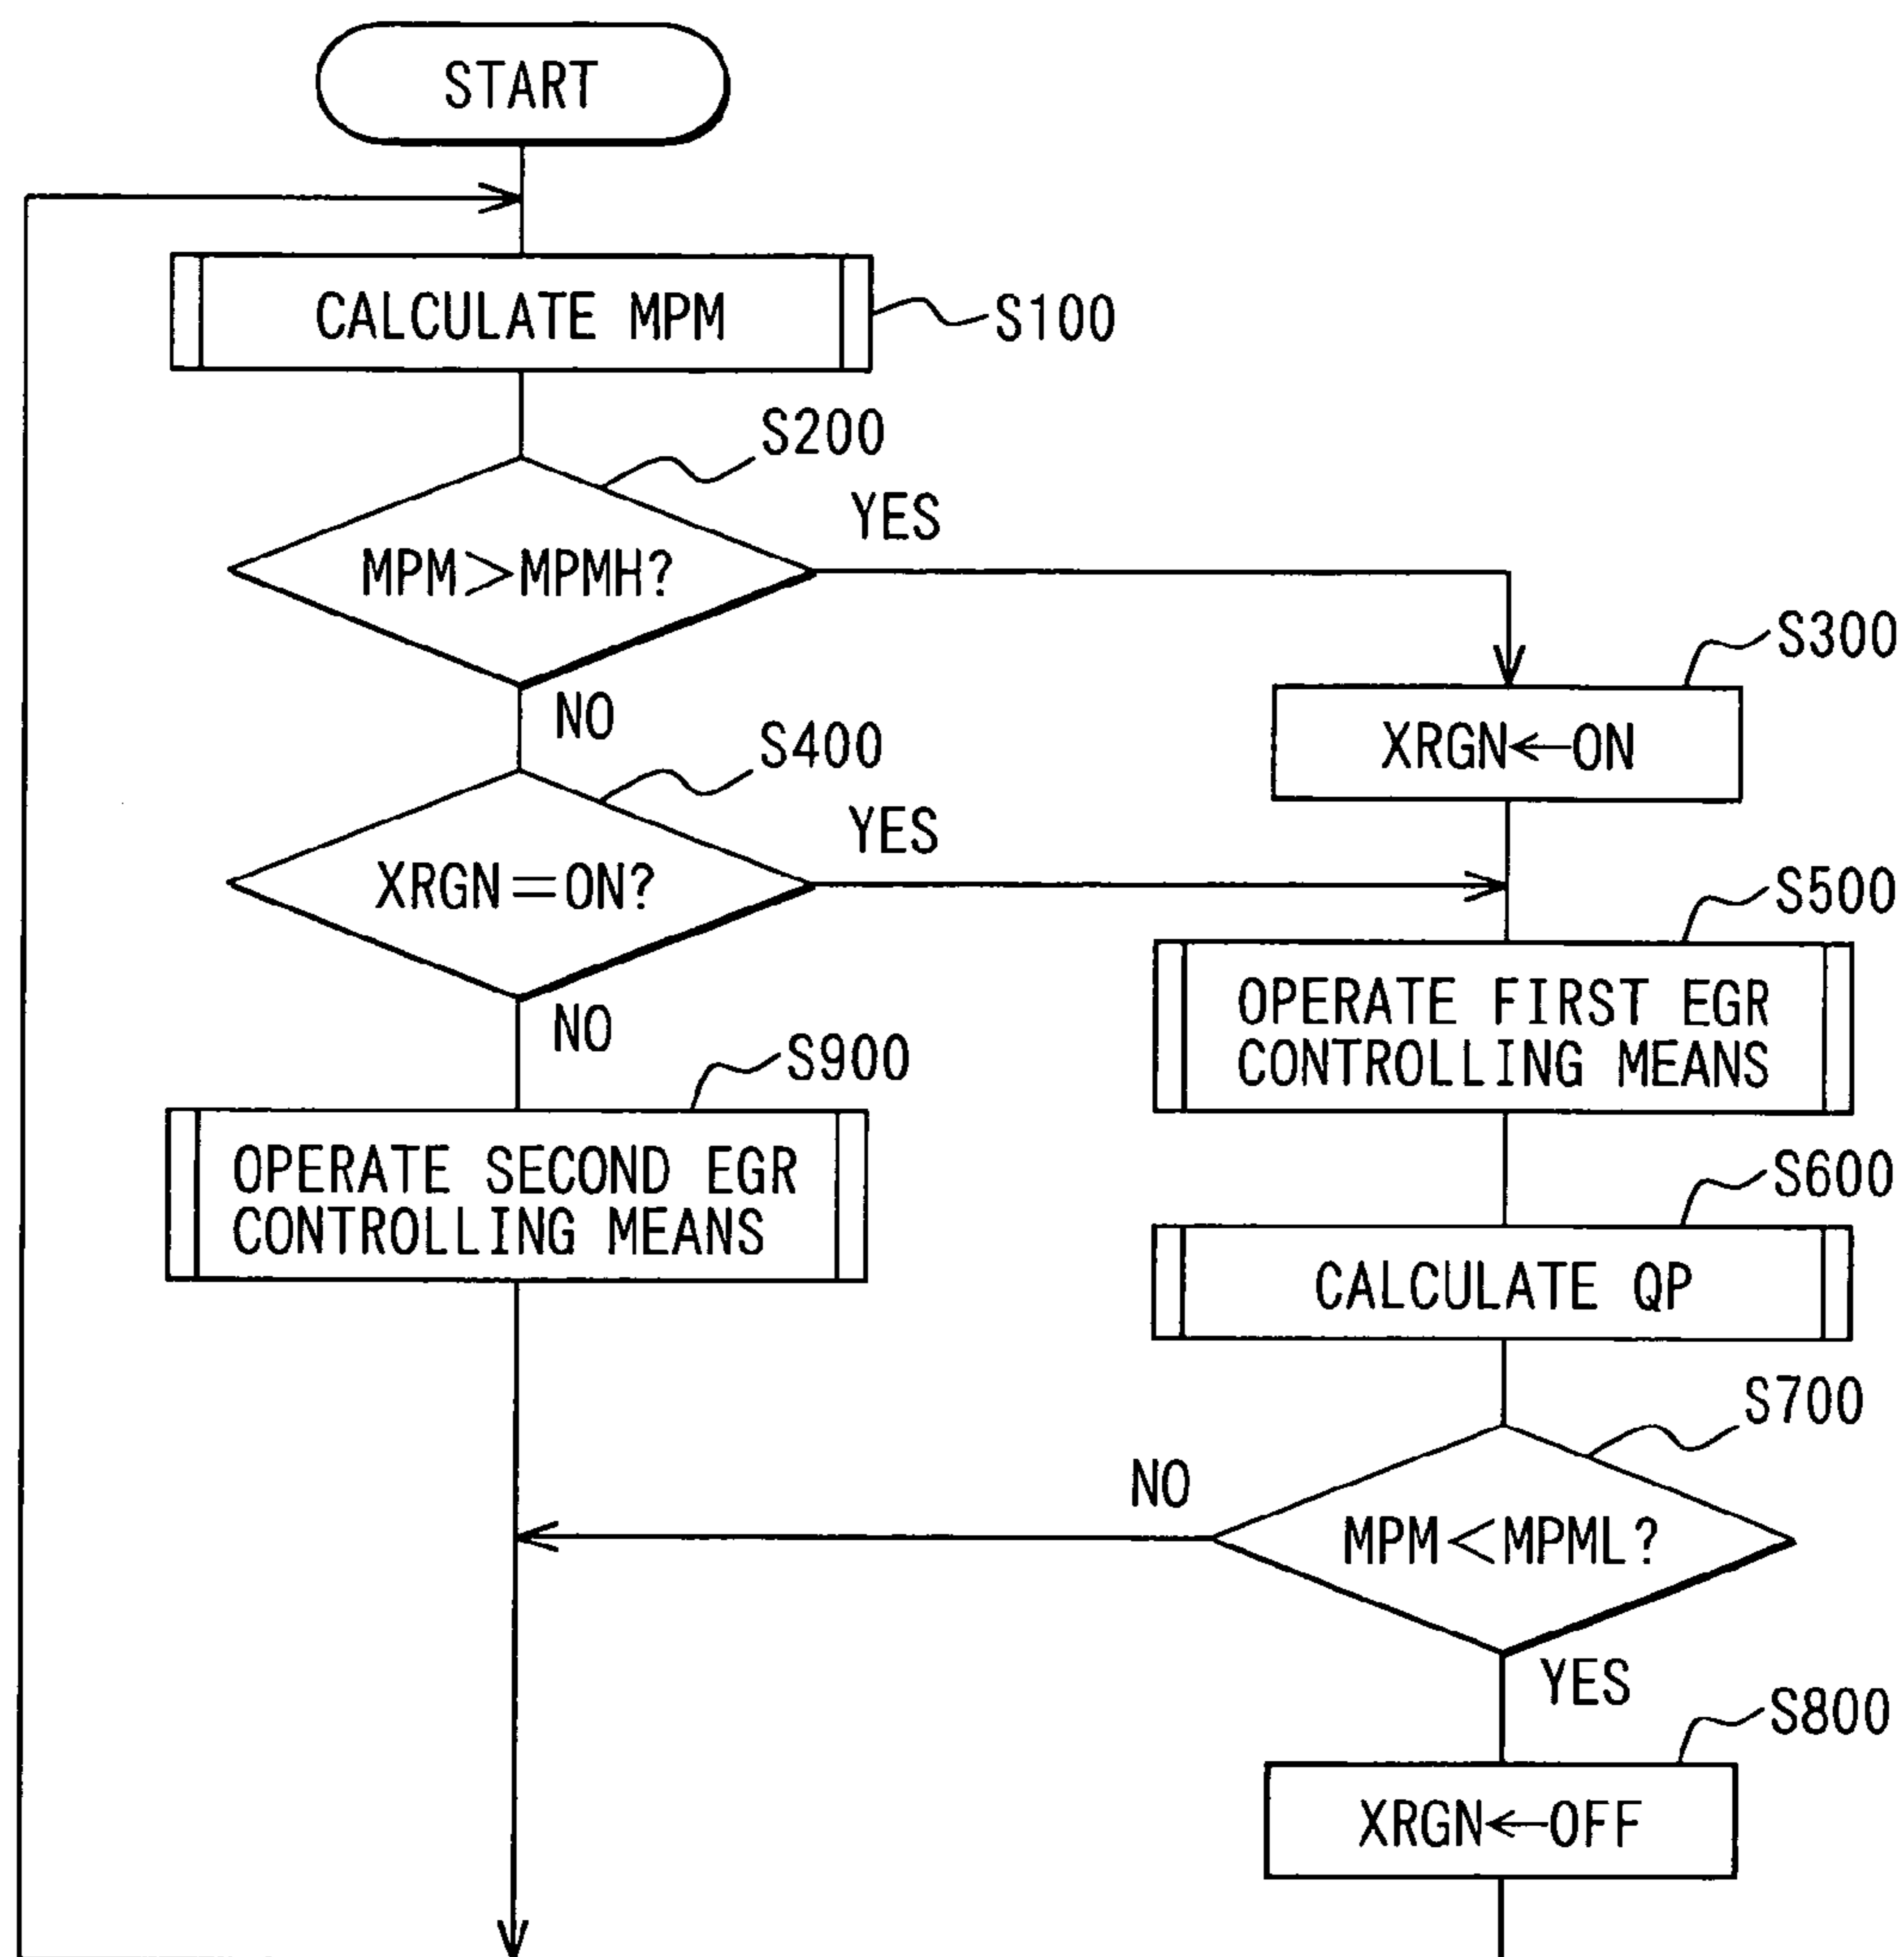 START
CALCULATE MPM
S100
S200
MPM>MPMH?
YES
NO
S300
XRGN←ON
S400
XRGN=ON?
YES
NO
S500
OPERATE FIRST EGR
CONTROLLING MEANS
S900
OPERATE SECOND EGR
CONTROLLING MEANS
S600
CALCULATE QP
S700
MPM<MPML?
NO
YES
S800
XRGN←OFF